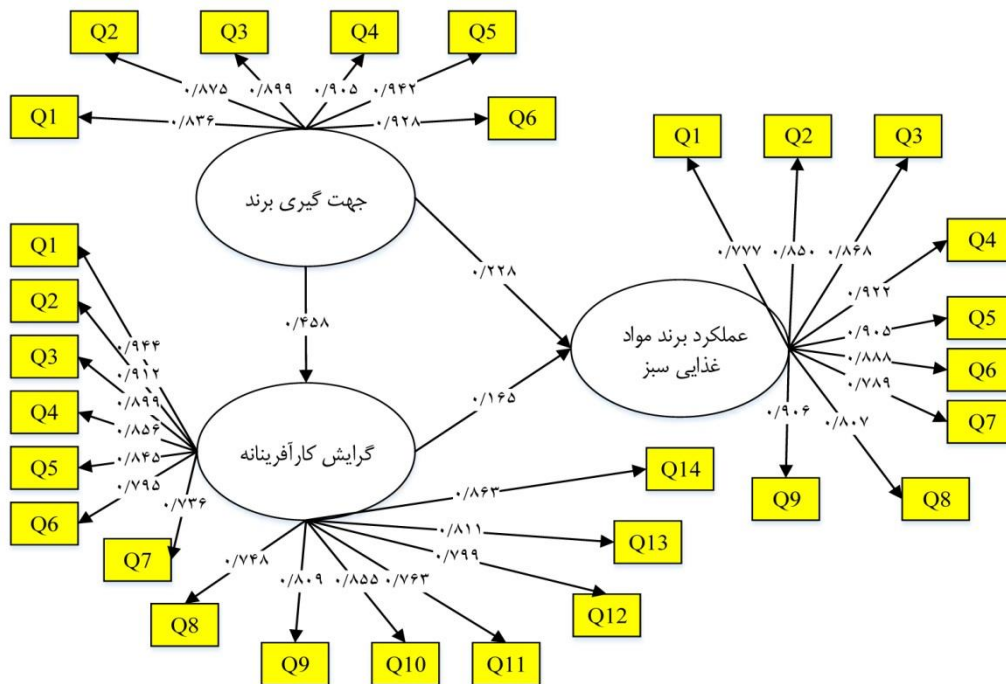 Q2
Q3
Q4
Q5
۰/۸۷۵
۰/۸۹۹
۰/۹۰۵
۰/۹۴۲
Q1
۰/۸۳۶
۰/۹۲۸
Q6
جهت گیری برند
Q1
Q2
Q3
۰/۷۷۷
۰/۸۵۰
۰/۸۶۸
Q4
۰/۹۲۲
Q5
۰/۹۰۵
Q6
۰/۸۸۸
Q7
۰/۷۸۹
۰/۹۰۶
۰/۸۰۷
Q9
Q8
عملکرد برند مواد
غذایی سبز
۰/۲۲۸
۰/۴۵۸
۰/۱۶۵
Q1
Q2
Q3
Q4
Q5
Q6
Q7
۰/۹۴۴
۰/۹۱۲
۰/۸۹۹
۰/۸۵۶
۰/۸۴۵
۰/۷۹۵
۰/۷۳۶
گرایش کارآفرینانه
۰/۸۶۳
Q14
۰/۸۱۱
Q13
۰/۷۹۹
Q12
۰/۷۴۸
۰/۸۰۹
۰/۸۵۵
۰/۷۶۳
Q8
Q9
Q10
Q11